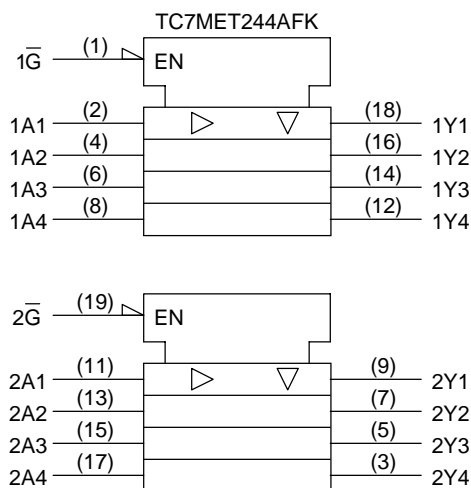 TC7MET244AFK
1G̅ (1) EN
1A1 (2) (18) 1Y1
1A2 (4) (16) 1Y2
1A3 (6) (14) 1Y3
1A4 (8) (12) 1Y4
2G̅ (19) EN
2A1 (11) (9) 2Y1
2A2 (13) (7) 2Y2
2A3 (15) (5) 2Y3
2A4 (17) (3) 2Y4